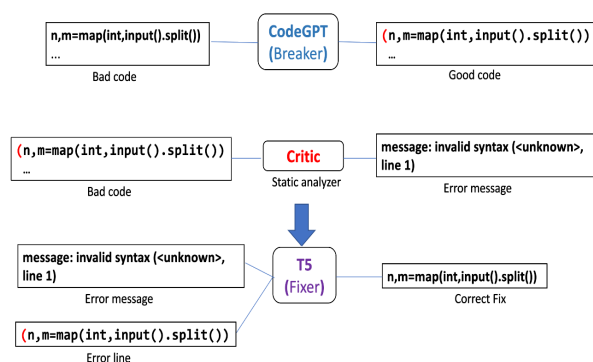 n,m=map(int,input().split())
...
Bad code
CodeGPT
(Breaker)
(n,m=map(int,input().split())
…
Good code
(n,m=map(int,input().split())
…
Bad code
Critic
Static analyzer
message: invalid syntax (<unknown>,
line 1)
Error message
message: invalid syntax (<unknown>,
line 1)
Error message
(n,m=map(int,input().split())
Error line
T5
(Fixer)
n,m=map(int,input().split())
Correct Fix